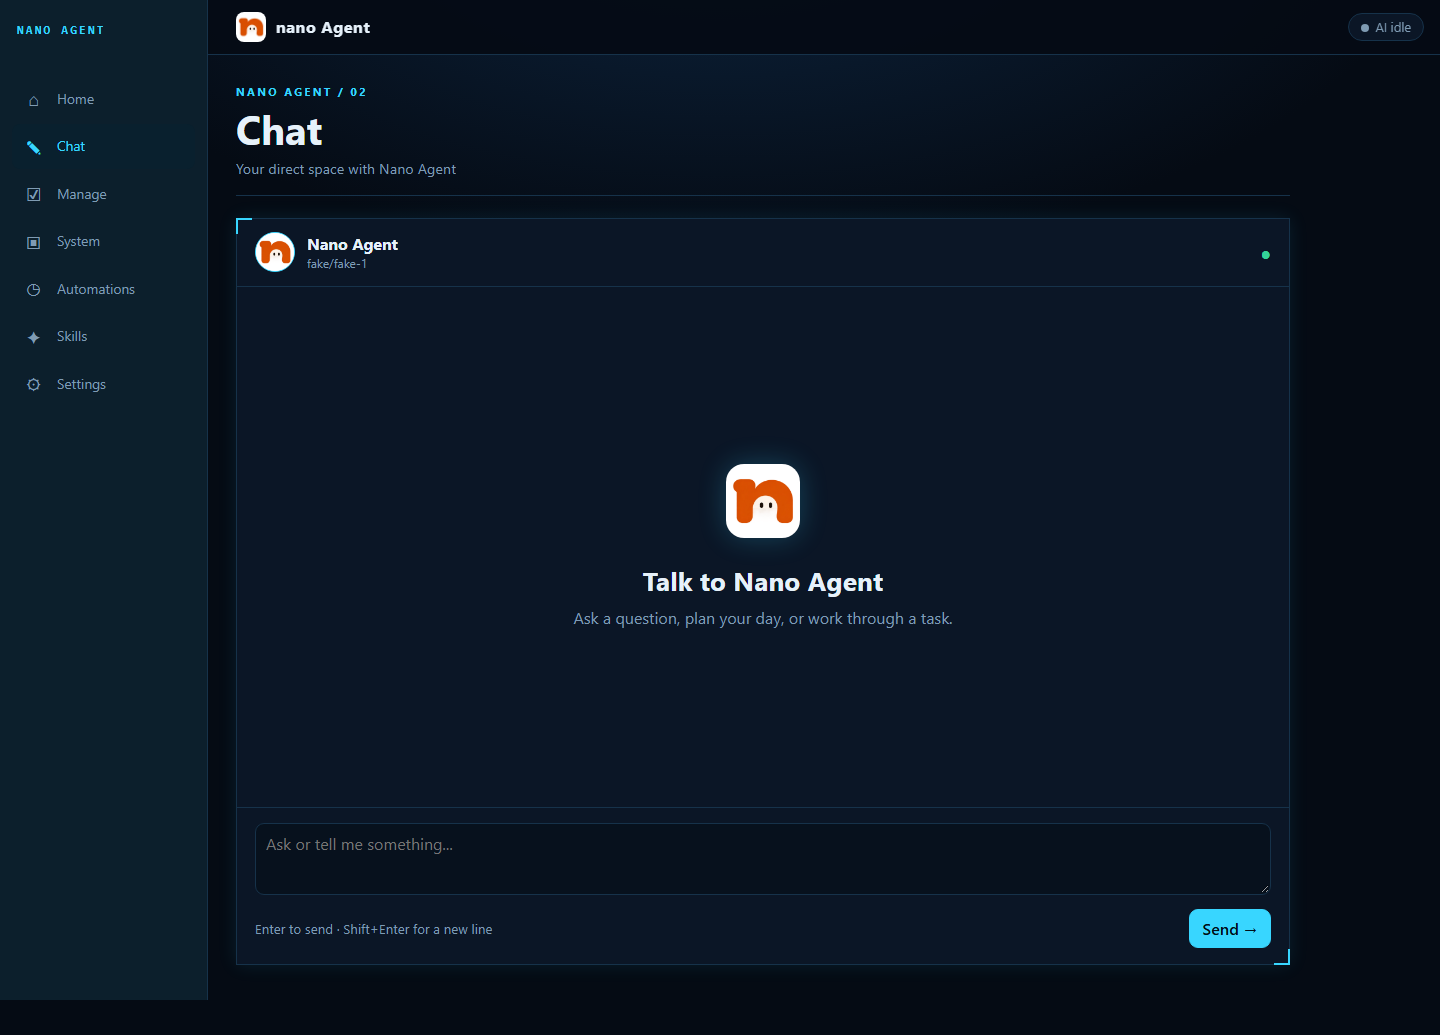 NANO AGENT
nano Agent
AI idle
Home
Chat
Manage
System
Automations
Skills
Settings
NANO AGENT / 02
Chat
Your direct space with Nano Agent
Nano Agent
fake/fake-1
Talk to Nano Agent
Ask a question, plan your day, or work through a task.
Ask or tell me something...
Enter to send · Shift+Enter for a new line
Send →